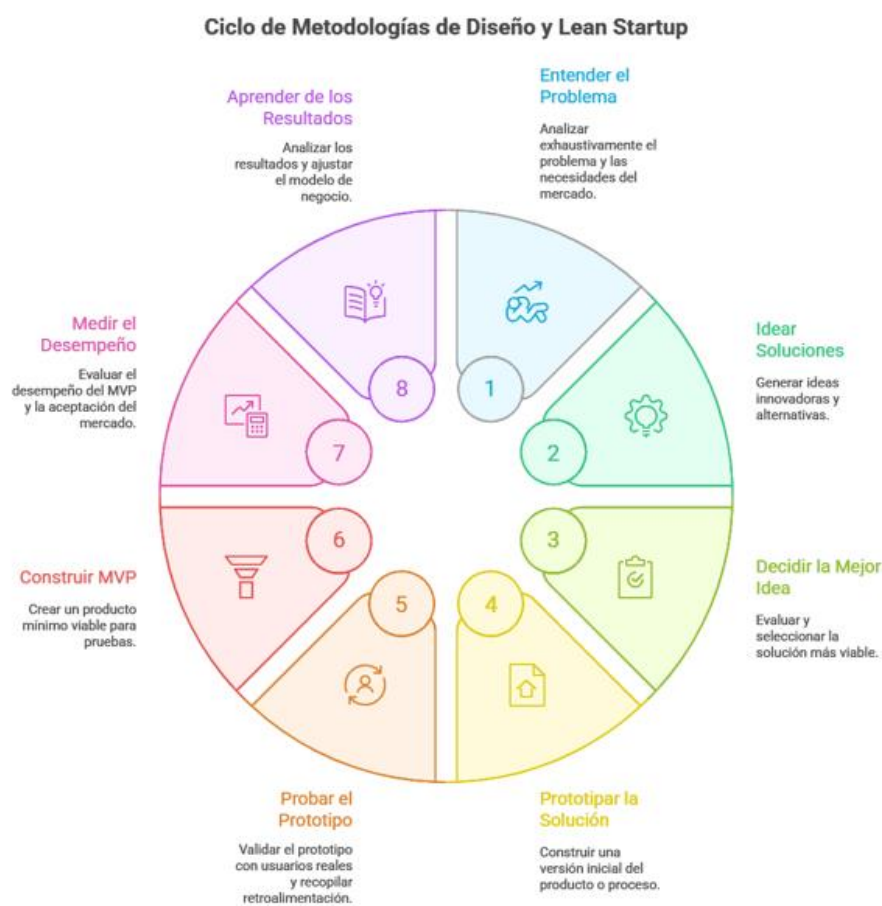 Ciclo de Metodologías de Diseño y Lean Startup
Entender el
Problema
Analizar
exhaustivamente el
problema y las
necesidades del
mercado.
1
Idear
Soluciones
Generar ideas
innovadoras y
alternativas.
2
Decidir la Mejor
Idea
Evaluar y
seleccionar la
solución más viable.
3
Prototipar la
Solución
Construir una
versión inicial del
producto o proceso.
4
Probar el
Prototipo
Validar el prototipo
con usuarios reales
y recopilar
retroalimentación.
5
Construir MVP
Crear un producto
mínimo viable para
pruebas.
6
Medir el
Desempeño
Evaluar el
desempeño del MVP
y la aceptación del
mercado.
7
Aprender de los
Resultados
Analizar los
resultados y ajustar
el modelo de
negocio.
8